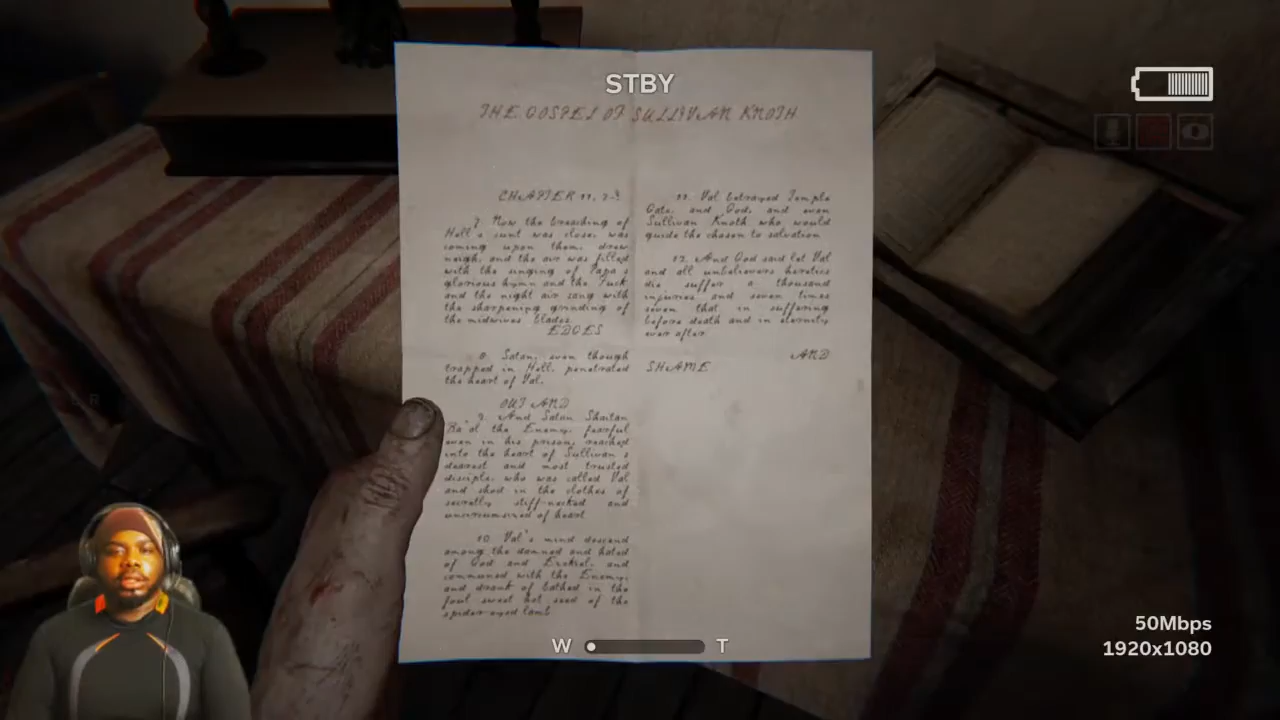 STBY
THE GOSPEL OF SULLIVAN KNOTH
CHAPTER 11,
7. Now the breaching of
Hell's cunt was close, was
coming upon them, drew
neigh, and the air was filled
with the singing of Papa's
glorious hymn and the Fuck
and the night air sang with
the sharpening grinding of
the midwives blades.
EDGES
8. Satan, even though
trapped in Hell, penetrated
the heart of Val.
OUT AND
9. And Satan Shaitan
Ba'al the Enemy, fearful
even in his prison, reached
into the heart of Sullivan's
dearest and most trusted
disciple, who was called Val
and shod in the clothes of
secretly stiff-necked and
uncircumcised of heart
10. Val's mind descend
among the damned and hated
of God and Ezekiel, and
communed with the Enemy,
and drank of bathed in the
foul sweet hot seed of the
spider-eyed lamb
11. Val betrayed Temple
Gate, and God, and even
Sullivan Knoth who would
guide the chosen to salvation
12. And God said let Val
and all unbelievers heretics
die suffer a thousand
injuries and seven times
seven that in suffering
before death and in eternity
ever after.
AND
SHAME
W T
50Mbps
1920x1080